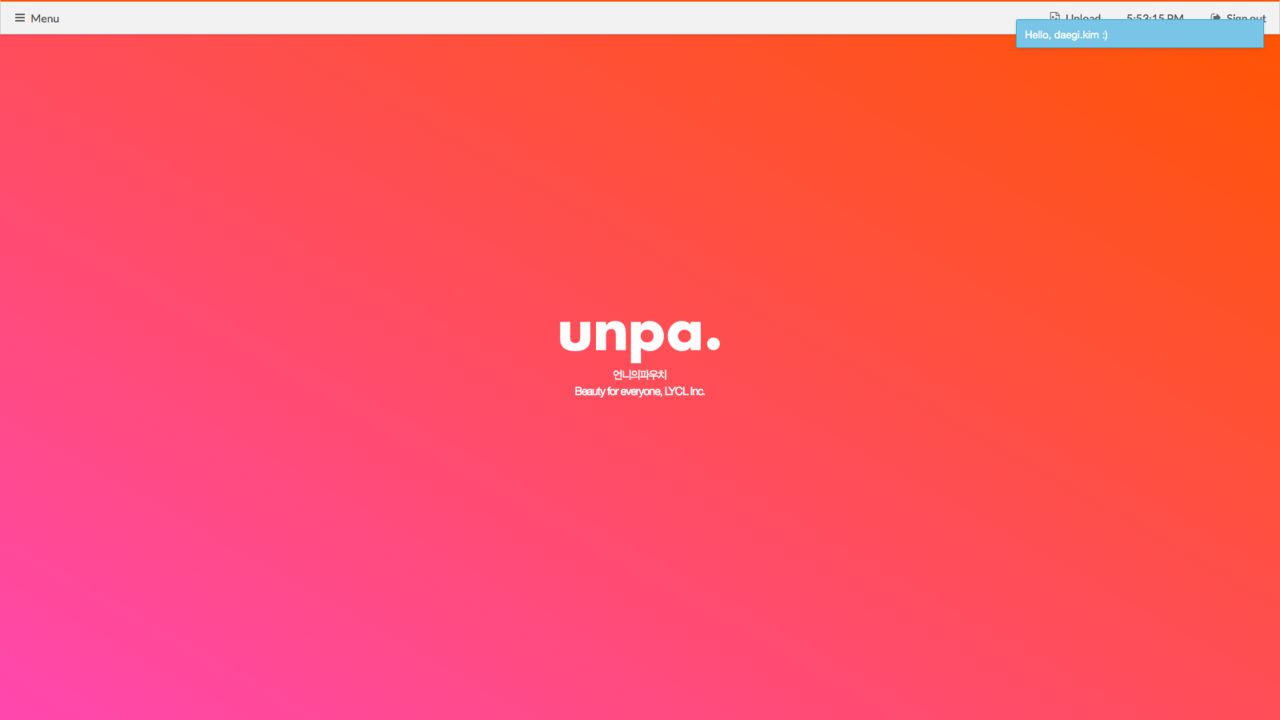 Menu
Upload
5:53:15 PM
Sign out
Hello, daegi.kim :)
unpa.
언니의파우치
Beauty for everyone, LYCL Inc.